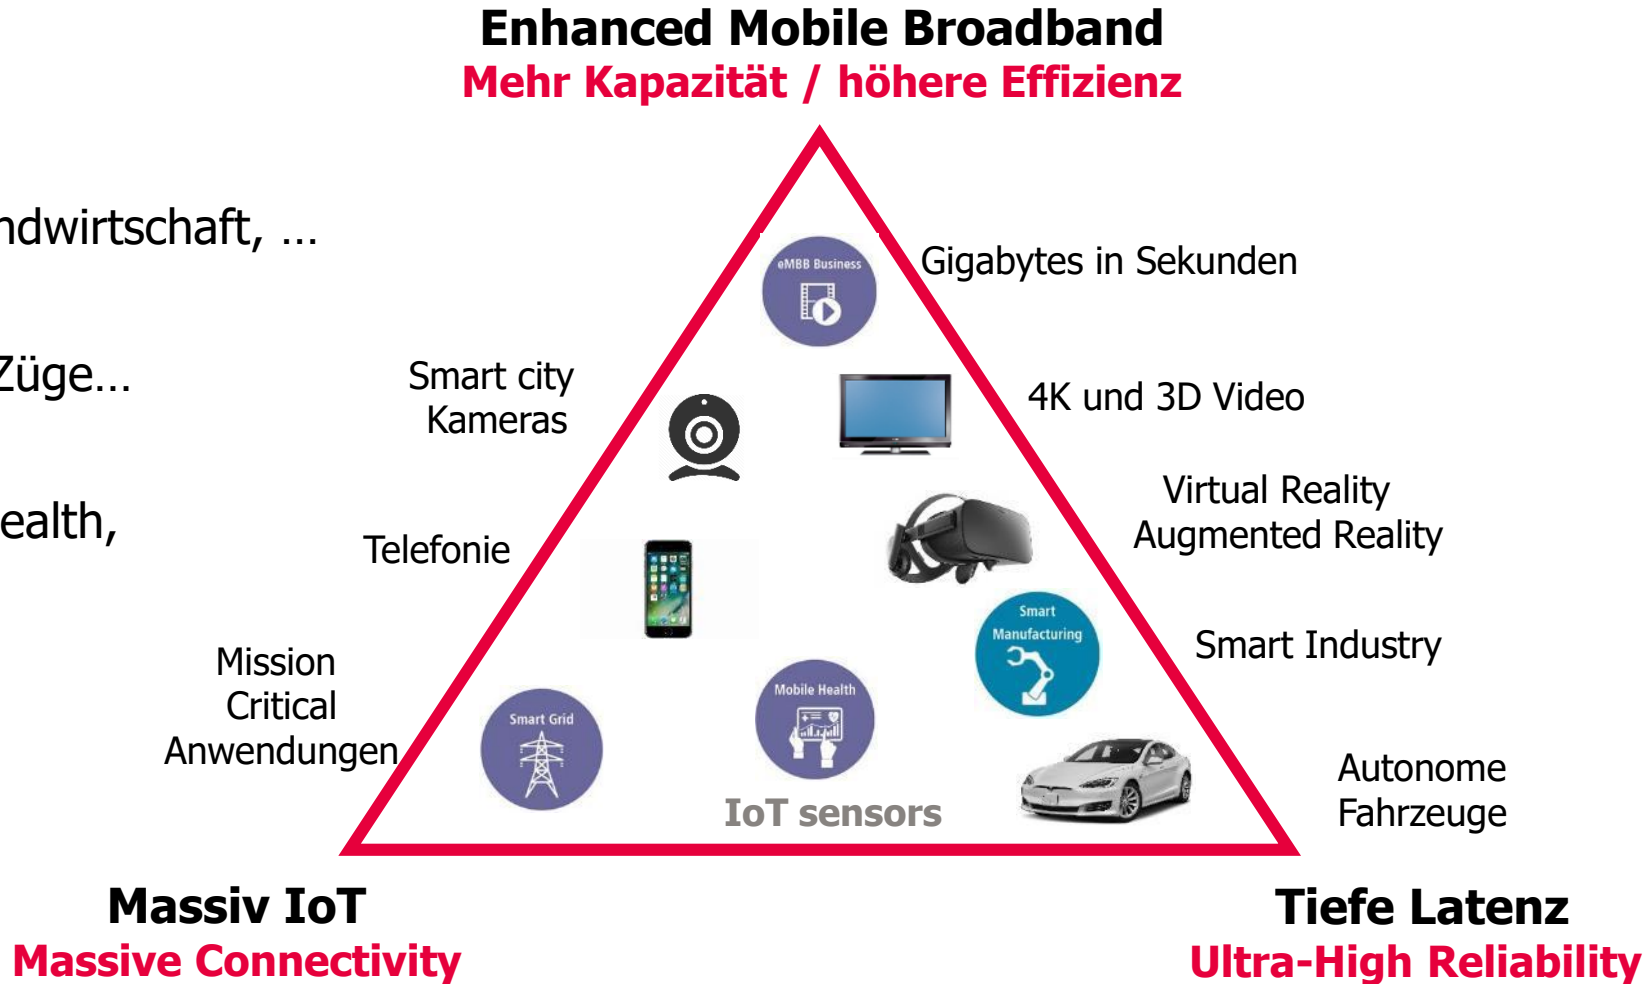 Enhanced Mobile Broadband
Mehr Kapazität / höhere Effizienz
ndwirtschaft, ...
Züge...
ealth,
eMBB Business
Gigabytes in Sekunden
Smart city
Kameras
4K und 3D Video
Virtual Reality
Augmented Reality
Telefonie
Smart
Manufacturing
Smart Industry
Mission
Critical
Anwendungen
Smart Grid
Mobile Health
IoT sensors
Autonome
Fahrzeuge
Massiv IoT
Massive Connectivity
Tiefe Latenz
Ultra-High Reliability